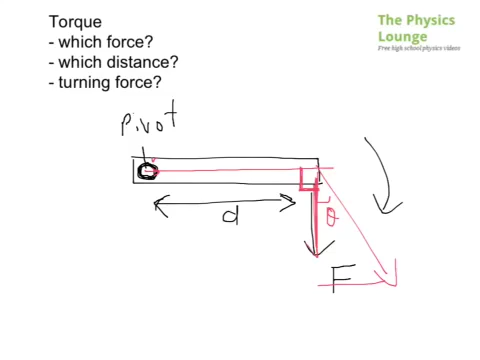 Torque
- which force?
- which distance?
- turning force?
The Physics
Lounge
Free high school physics videos
Pivot
d
θ
F